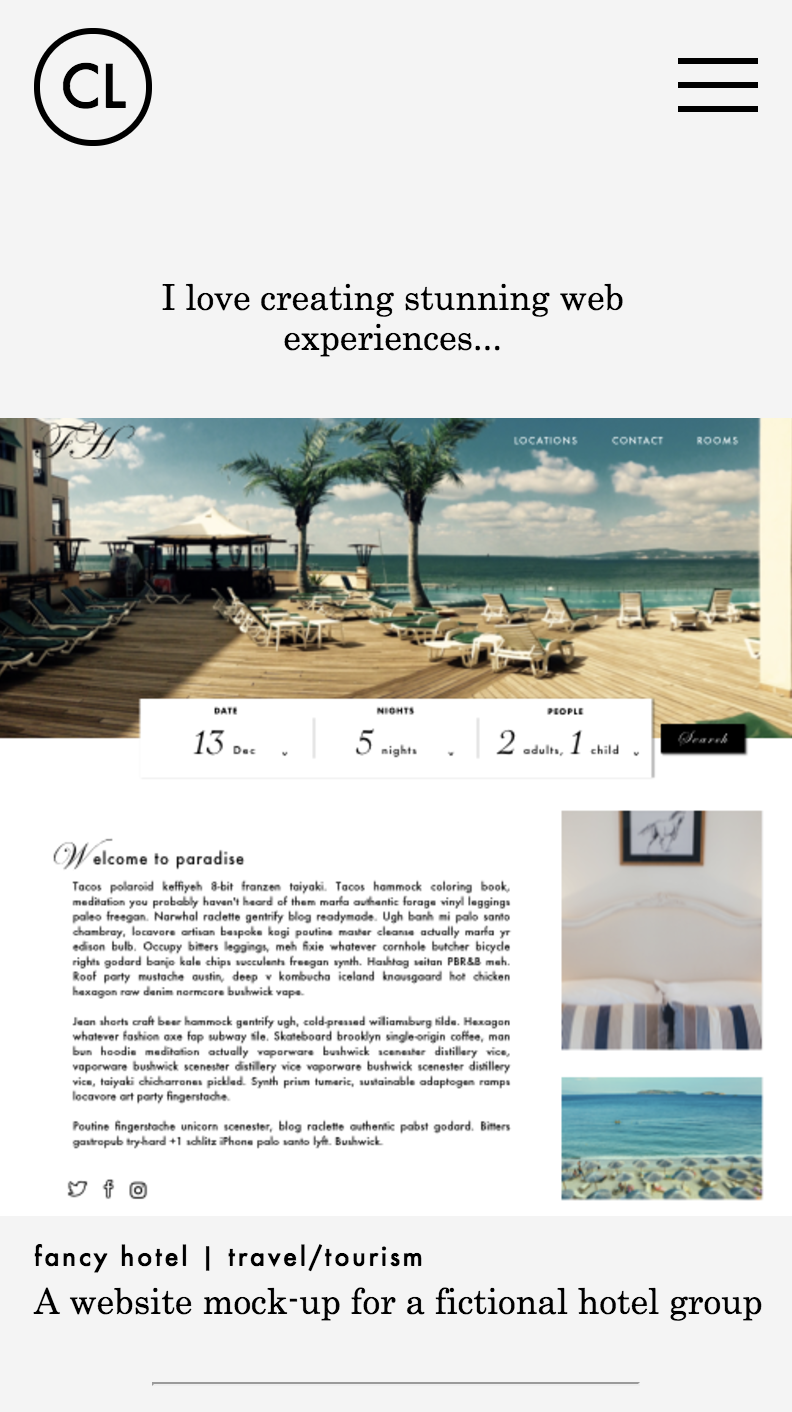 CL
I love creating stunning web
experiences...
FH
LOCATIONS CONTACT ROOMS
DATE NIGHTS PEOPLE
13 Dec 5 nights 2 adults, 1 child Search
Welcome to paradise
Tacos polaroid keffiyeh 8-bit franzen taiyaki. Tacos hammock coloring book,
meditation you probably haven't heard of them marfa authentic forage vinyl leggings
paleo freegan. Narwhal raclette gentrify blog readymade. Ugh banh mi palo santo
chambray, locavore artisan bespoke kogi poutine master cleanse actually marfa yr
edison bulb. Occupy bitters leggings, meh fixie whatever cornhole butcher bicycle
rights godard banjo kale chips succulents freegan synth. Hashtag seitan PBR&B meh.
Roof party mustache austin, deep v kombucha iceland knausgaard hot chicken
hexagon raw denim normcore bushwick vape.
Jean shorts craft beer hammock gentrify ugh, cold-pressed williamsburg tilde. Hexagon
whatever fashion axe fap subway tile. Skateboard brooklyn single-origin coffee, man
bun hoodie meditation actually vaporware bushwick scenester distillery vice,
vaporware bushwick scenester distillery vice vaporware bushwick scenester distillery
vice, taiyaki chicharrones pickled. Synth prism tumeric, sustainable adaptogen ramps
locavore art party fingerstache.
Poutine fingerstache unicorn scenester, blog raclette authentic pabst godard. Bitters
gastropub try-hard +1 schlitz iPhone palo santo lyft. Bushwick.
fancy hotel | travel/tourism
A website mock-up for a fictional hotel group